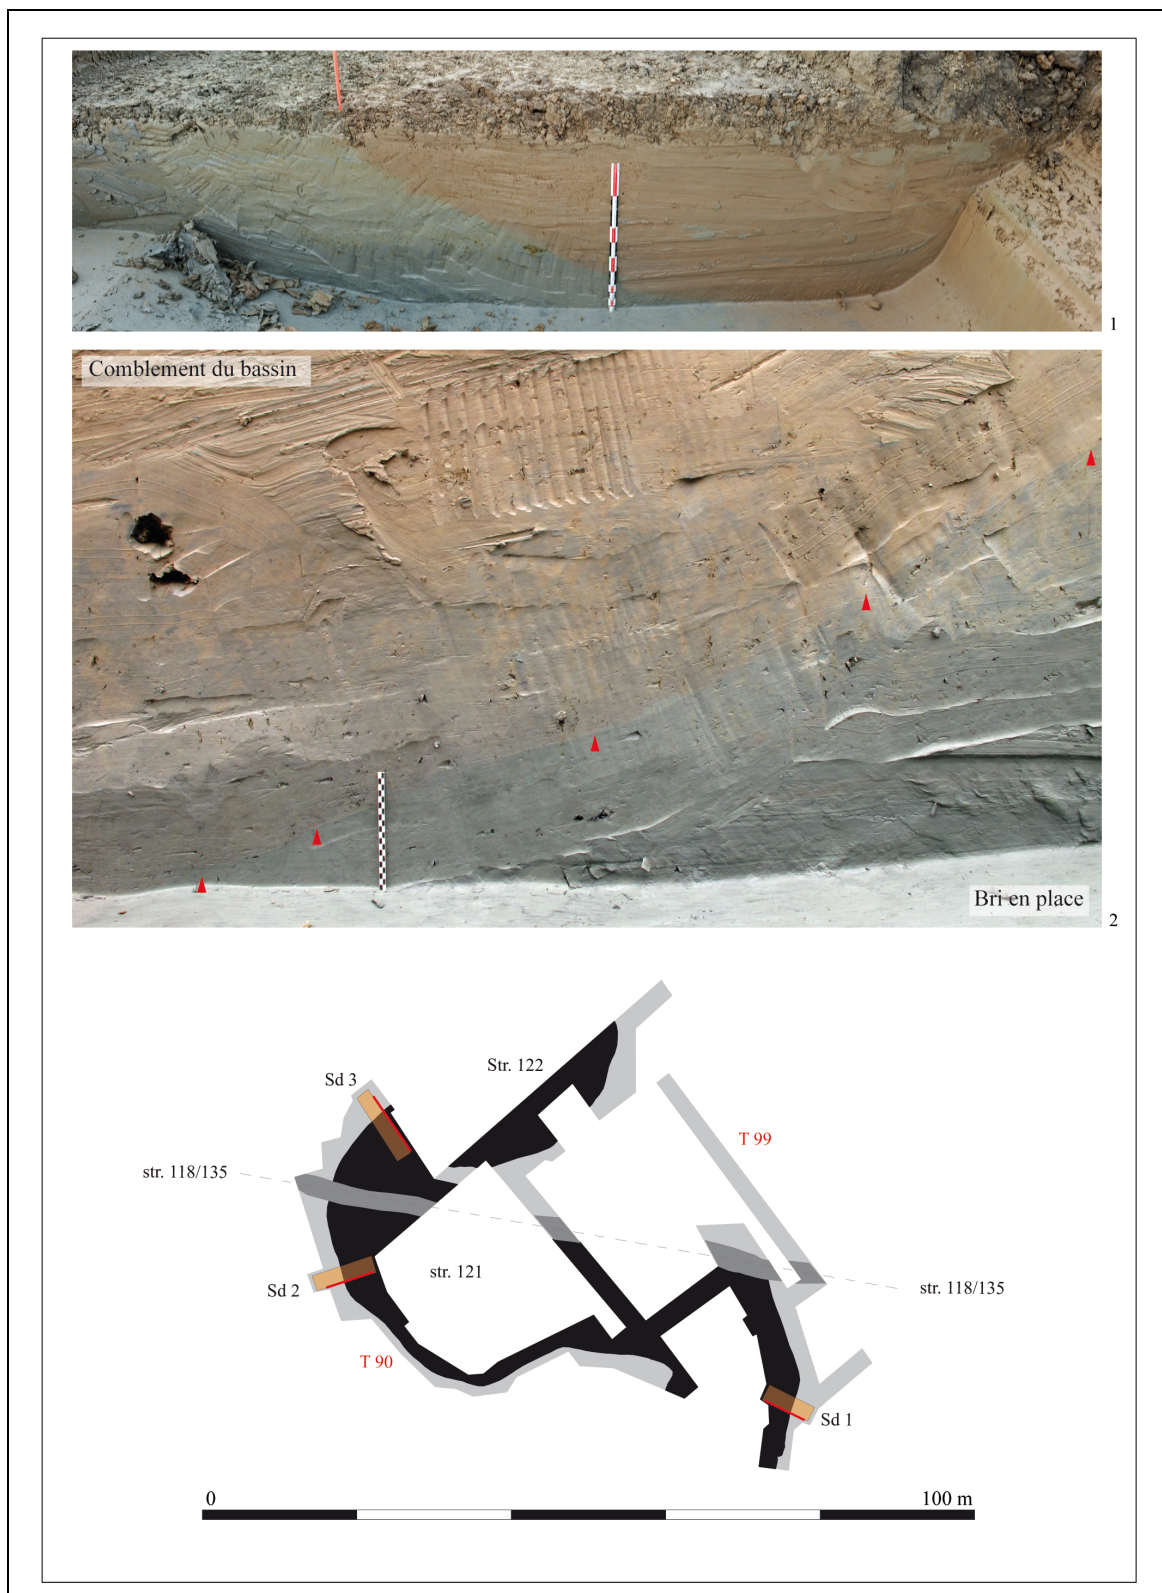 1
Comblement du bassin
Bri en place
2
Str. 122
Sd 3
T 99
str. 118/135
str. 121
Sd 2
str. 118/135
T 90
Sd 1
0
100 m